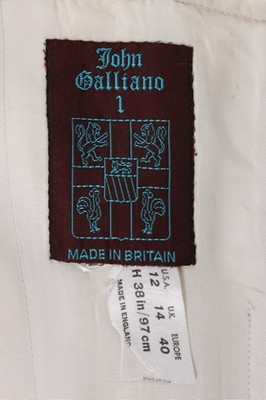 John
Galliano
1
MADE IN BRITAIN
U.S.A. U.K. EUROPE
12 14 40
H 38in/97cm
MADE IN ENGLAND